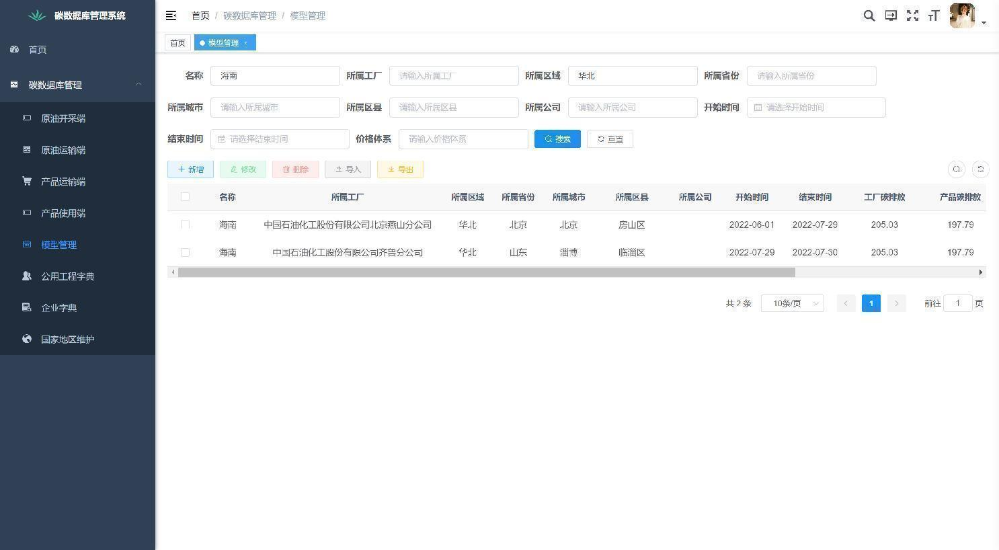 碳数据库管理系统
首页 / 碳数据库管理 / 模型管理
首页
模型管理 ×
首页
碳数据库管理
原油开采端
原油运输端
产品运输端
产品使用端
模型管理
公用工程字典
企业字典
国家地区维护
名称 海南 所属工厂 请输入所属工厂 所属区域 华北 所属省份 请输入所属省份
所属城市 请输入所属城市 所属区县 请输入所属区县 所属公司 请输入所属公司 开始时间 请选择开始时间
结束时间 请选择结束时间 价格体系 请输入价格体系 搜索 重置
新增 修改 删除 导入 导出
名称 所属工厂 所属区域 所属省份 所属城市 所属区县 所属公司 开始时间 结束时间 工厂碳排放 产品碳排放
海南 中国石油化工股份有限公司北京燕山分公司 华北 北京 北京 房山区 2022-06-01 2022-07-29 205.03 197.79
海南 中国石油化工股份有限公司齐鲁分公司 华北 山东 淄博 临淄区 2022-07-29 2022-07-30 205.03 197.79
共 2 条 10条/页 1 前往 1 页